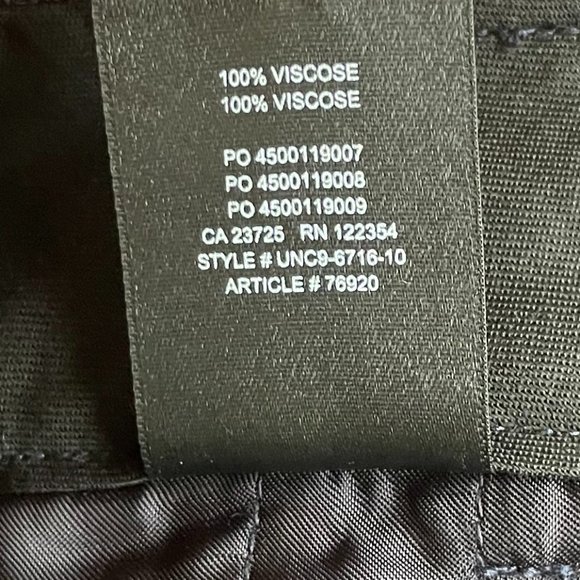 100% VISCOSE
100% VISCOSE
PO 4500119007
PO 4500119008
PO 4500119009
CA 23725 RN 122354
STYLE # UNC9-6716-10
ARTICLE # 76920